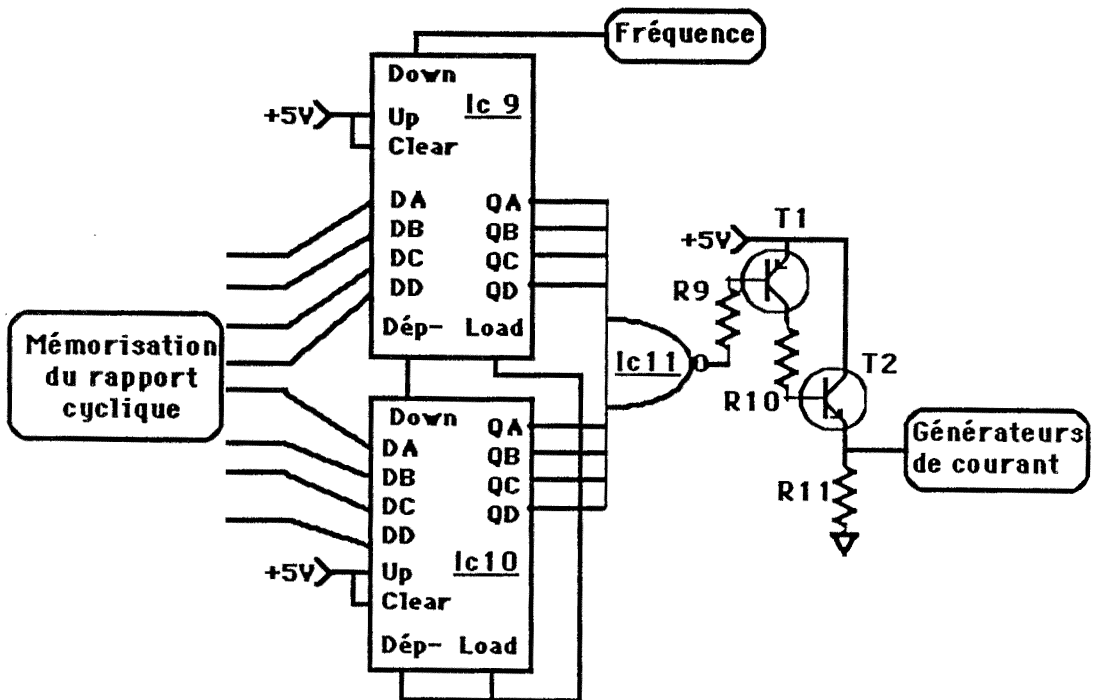 Fréquence
Down
Ic 9
+5V
Up
Clear
DA
QA
DB
QB
DC
QC
DD
QD
Dép- Load
Mémorisation
du rapport
cyclique
Down
QA
DA
QB
DB
QC
DC
QD
DD
+5V
Up
Ic10
Clear
Dép- Load
Ic11
+5V
T1
R9
R10
T2
R11
Générateurs
de courant